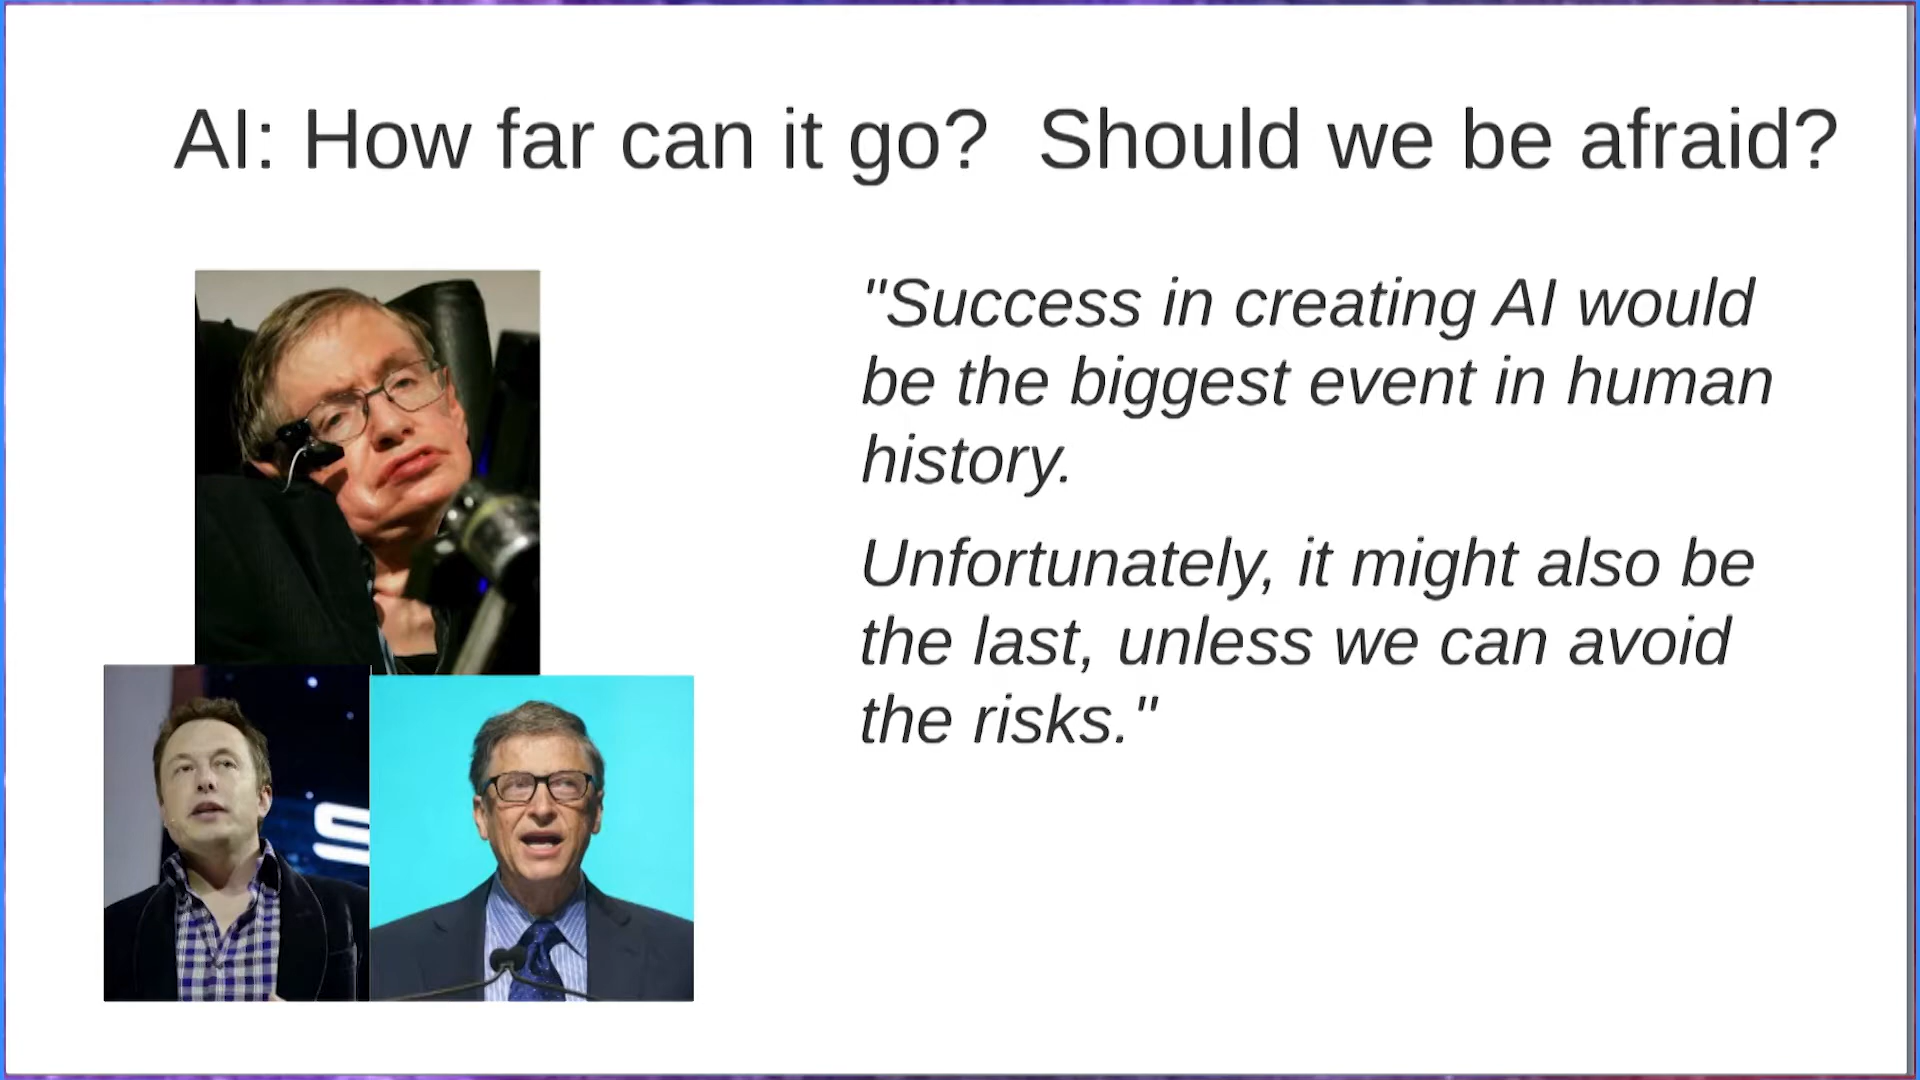 AI: How far can it go?  Should we be afraid?
"Success in creating AI would
be the biggest event in human
history.
Unfortunately, it might also be
the last, unless we can avoid
the risks."
S